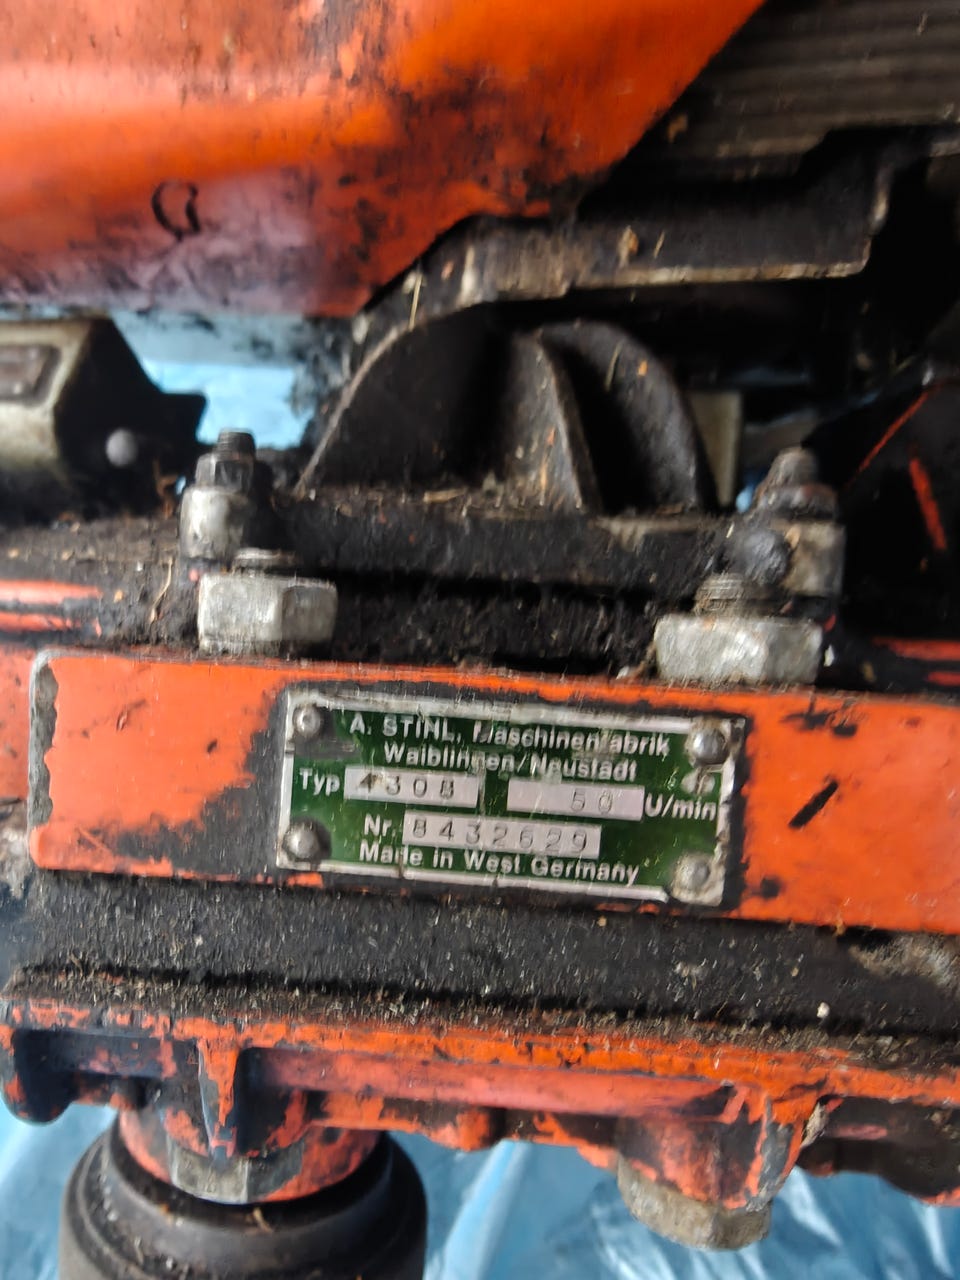 A. STIHL, Maschinenfabrik
Waiblingen/Neustadt
Typ 4308 50 U/min
Nr. 8432629
Made in West Germany